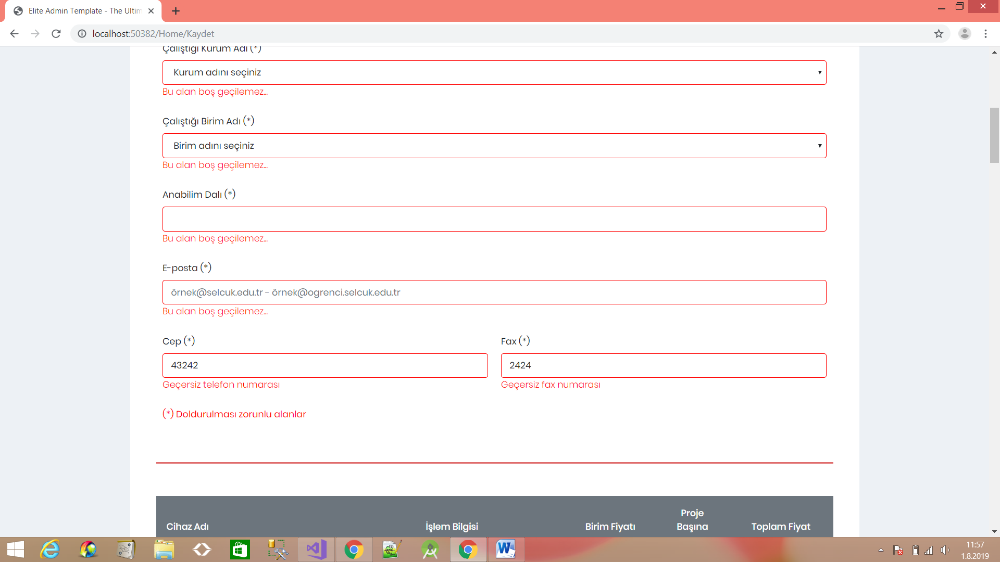 Elite Admin Template - The Ultim
localhost:50382/Home/Kaydet
Çalıştığı Kurum Adı (*)
Kurum adını seçiniz
Bu alan boş geçilemez...
Çalıştığı Birim Adı (*)
Birim adını seçiniz
Bu alan boş geçilemez...
Anabilim Dalı (*)
Bu alan boş geçilemez...
E-posta (*)
örnek@selcuk.edu.tr - örnek@ogrenci.selcuk.edu.tr
Bu alan boş geçilemez...
Cep (*) Fax (*)
43242 2424
Geçersiz telefon numarası Geçersiz fax numarası
(*) Doldurulması zorunlu alanlar
Proje
Cihaz Adı İşlem Bilgisi Birim Fiyatı Başına Toplam Fiyat
11:57
1.8.2019